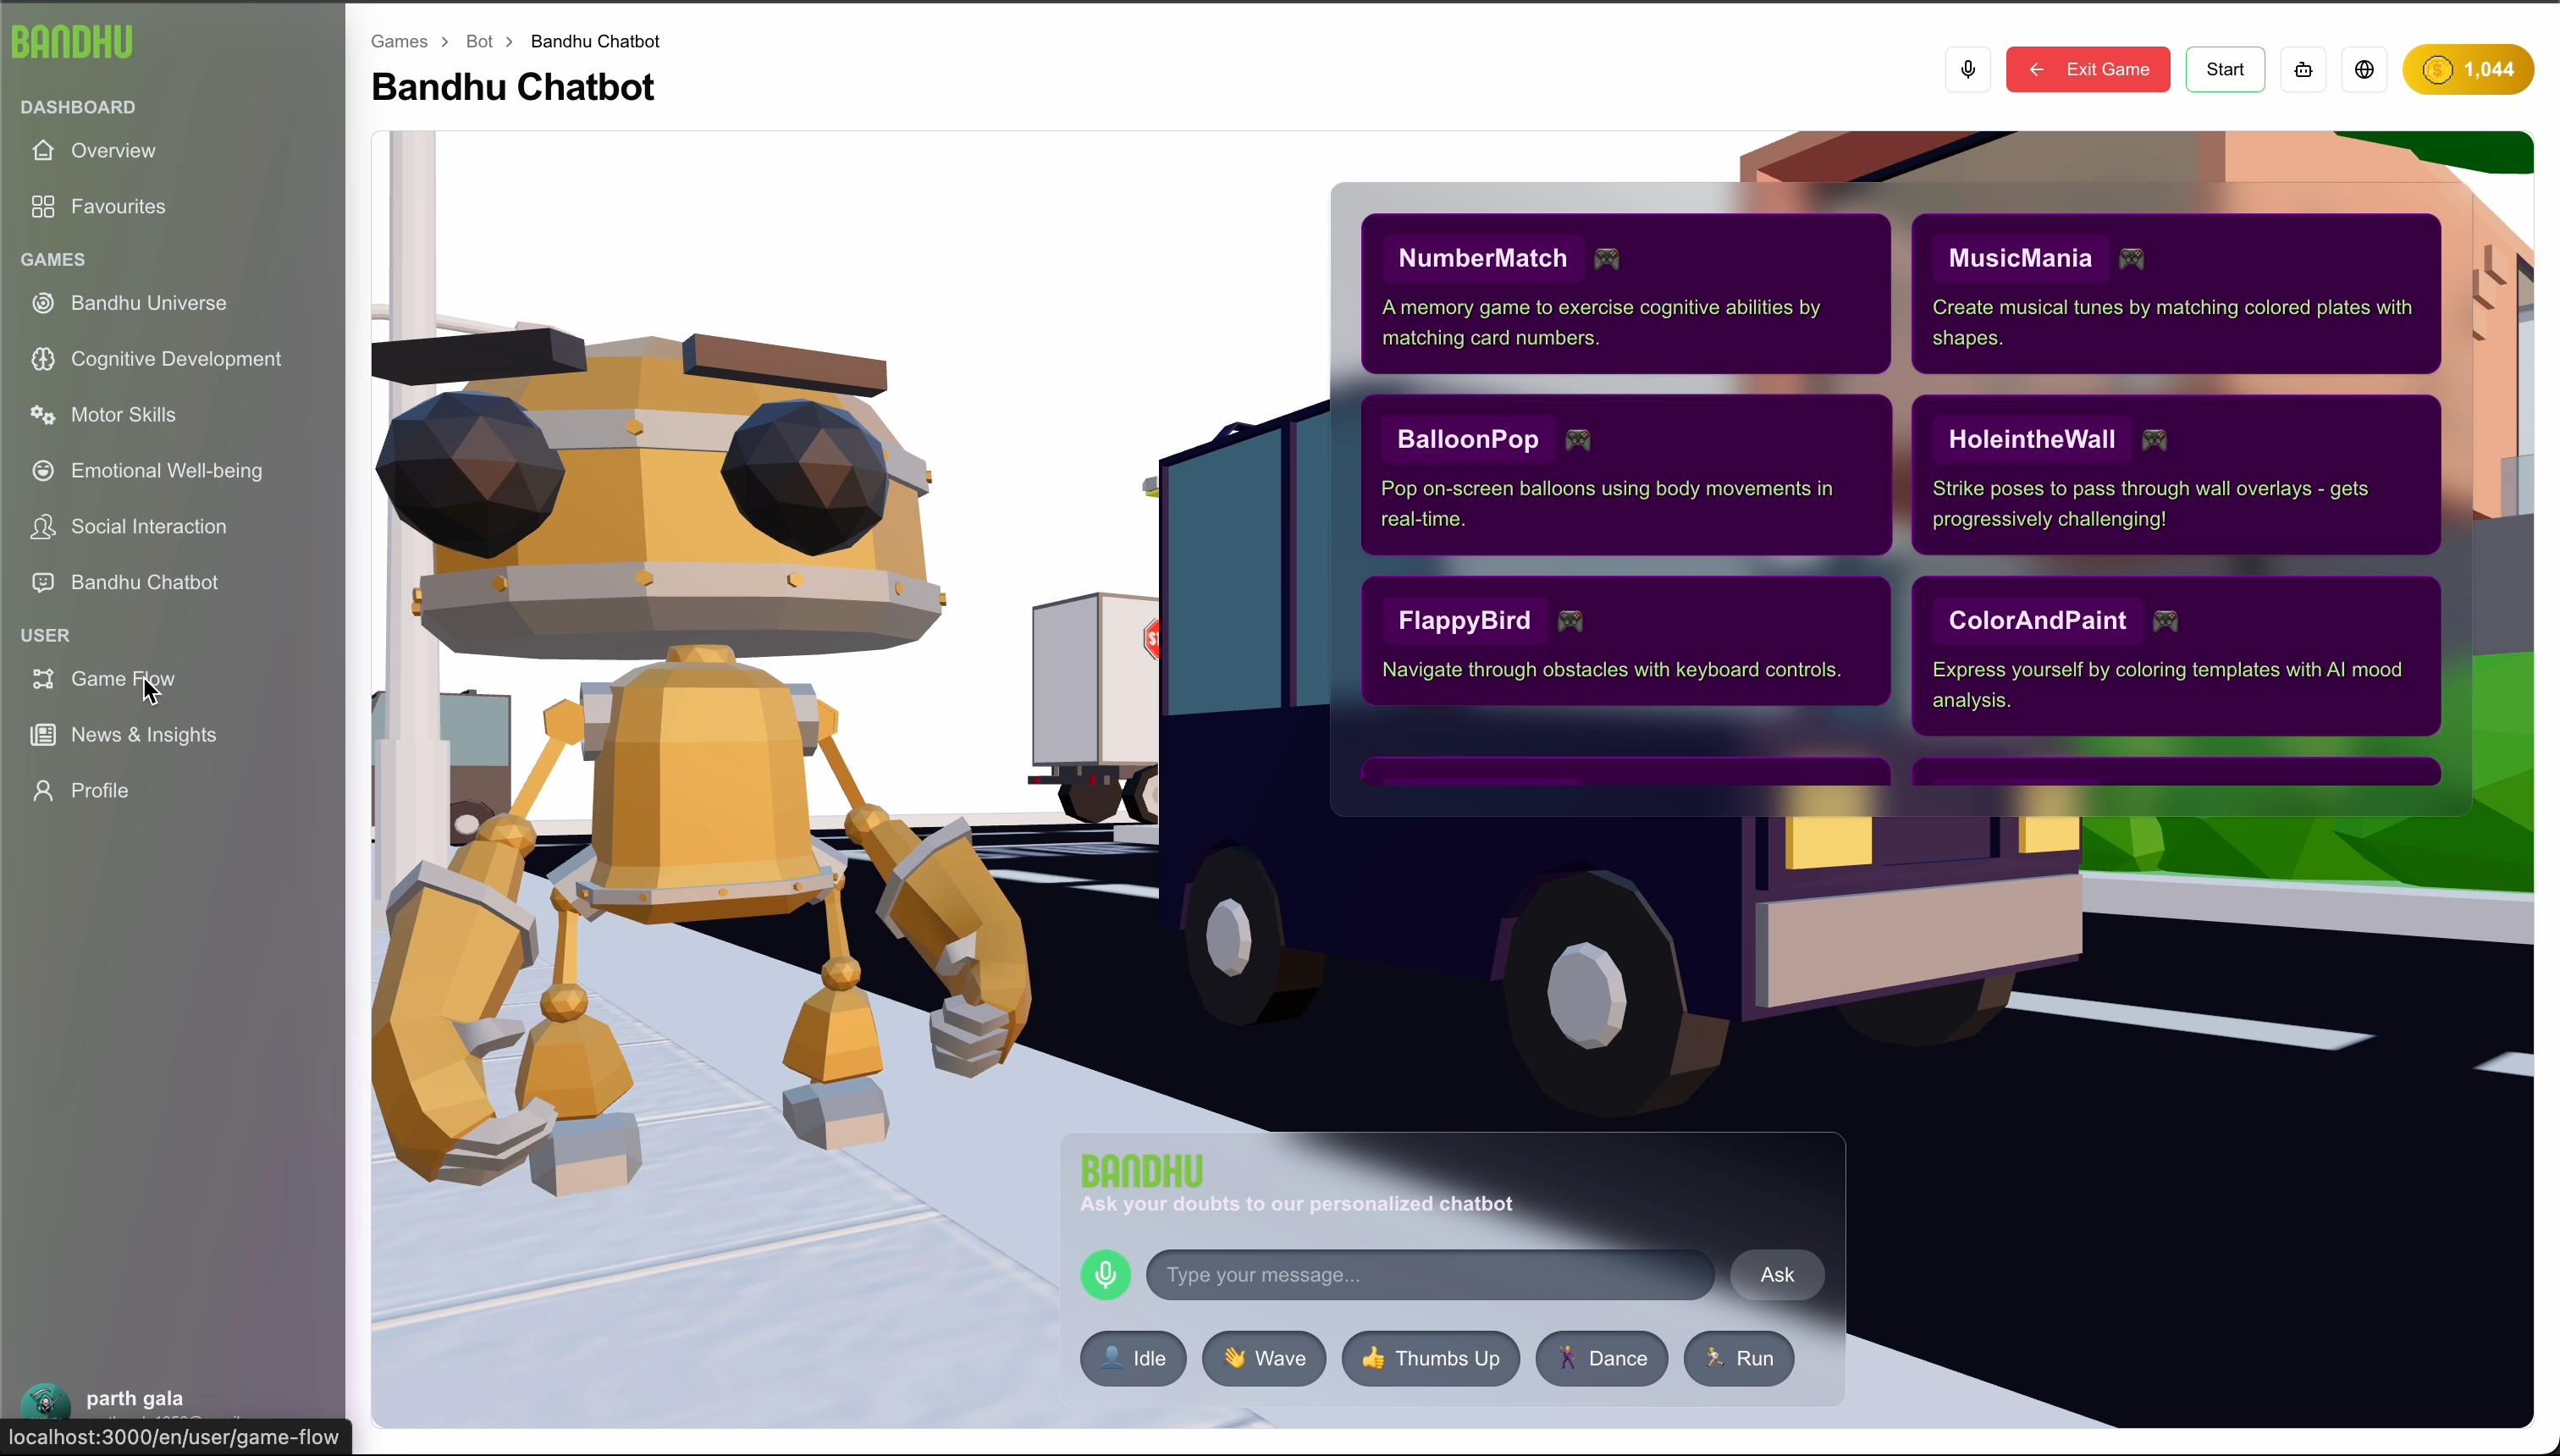 BANDHU
DASHBOARD
Overview
Favourites
GAMES
Bandhu Universe
Cognitive Development
Motor Skills
Emotional Well-being
Social Interaction
Bandhu Chatbot
USER
Game Flow
News & Insights
Profile
parth gala
localhost:3000/en/user/game-flow
Games > Bot > Bandhu Chatbot
Bandhu Chatbot
Exit Game
Start
1,044
NumberMatch
A memory game to exercise cognitive abilities by
matching card numbers.
MusicMania
Create musical tunes by matching colored plates with
shapes.
BalloonPop
Pop on-screen balloons using body movements in
real-time.
HoleintheWall
Strike poses to pass through wall overlays - gets
progressively challenging!
FlappyBird
Navigate through obstacles with keyboard controls.
ColorAndPaint
Express yourself by coloring templates with AI mood
analysis.
BANDHU
Ask your doubts to our personalized chatbot
Type your message...
Ask
Idle
Wave
Thumbs Up
Dance
Run